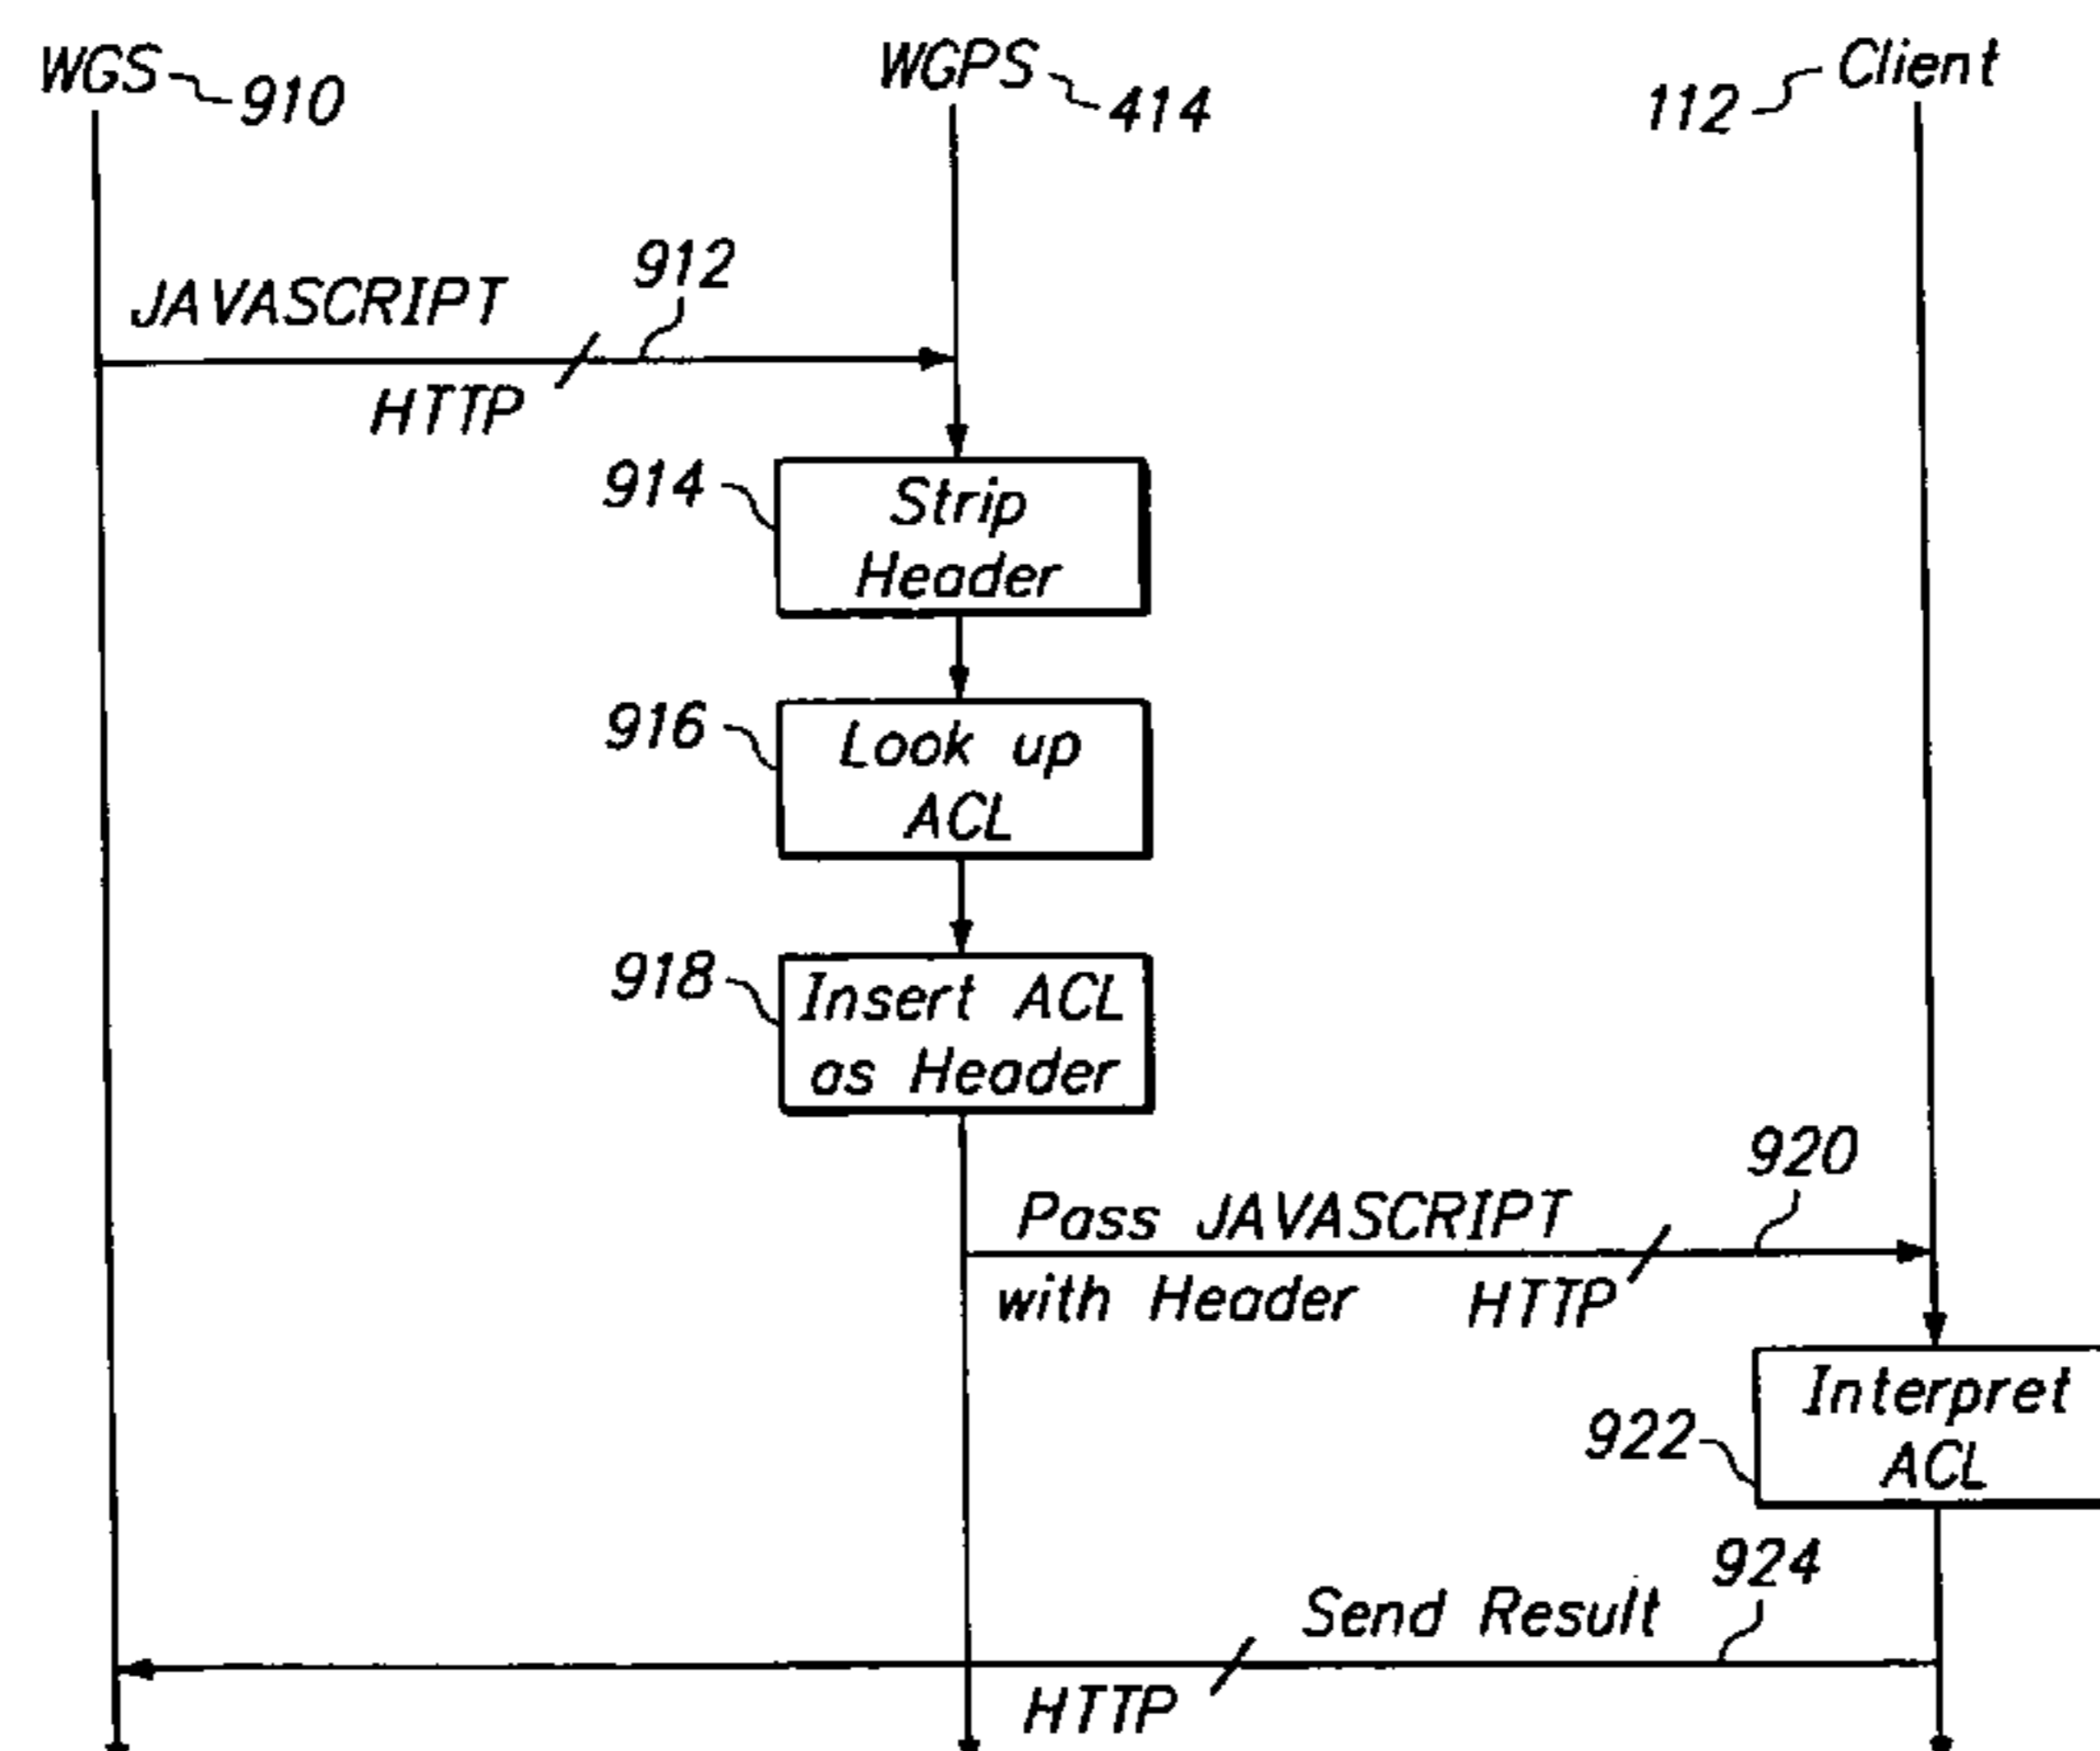 WGS 910
WGPS 414
112 Client
JAVASCRIPT
912
HTTP
914
Strip
Header
916
Look up
ACL
918
Insert ACL
as Header
920
Pass JAVASCRIPT
with Header HTTP
922
Interpret
ACL
924
Send Result
HTTP